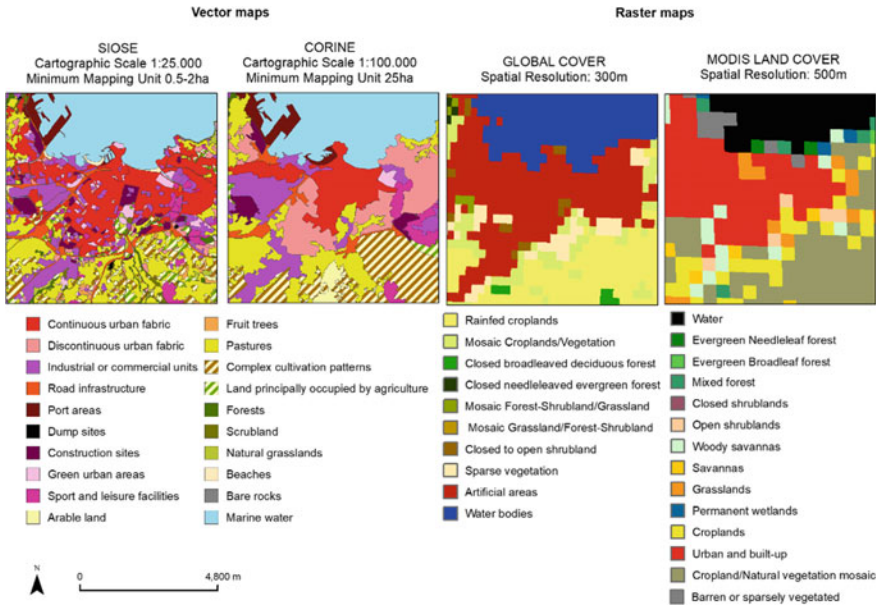 Vector maps
Raster maps
SIOSE
Cartographic Scale 1:25.000
Minimum Mapping Unit 0.5-2ha
CORINE
Cartographic Scale 1:100.000
Minimum Mapping Unit 25ha
GLOBAL COVER
Spatial Resolution: 300m
MODIS LAND COVER
Spatial Resolution: 500m
Continuous urban fabric
Discontinuous urban fabric
Industrial or commercial units
Road infrastructure
Port areas
Dump sites
Construction sites
Green urban areas
Sport and leisure facilities
Arable land
Fruit trees
Pastures
Complex cultivation patterns
Land principally occupied by agriculture
Forests
Scrubland
Natural grasslands
Beaches
Bare rocks
Marine water
Rainfed croplands
Mosaic Croplands/Vegetation
Closed broadleaved deciduous forest
Closed needleleaved evergreen forest
Mosaic Forest-Shrubland/Grassland
Mosaic Grassland/Forest-Shrubland
Closed to open shrubland
Sparse vegetation
Artificial areas
Water bodies
Water
Evergreen Needleleaf forest
Evergreen Broadleaf forest
Mixed forest
Closed shrublands
Open shrublands
Woody savannas
Savannas
Grasslands
Permanent wetlands
Croplands
Urban and built-up
Cropland/Natural vegetation mosaic
Barren or sparsely vegetated
N
0
4,800 m